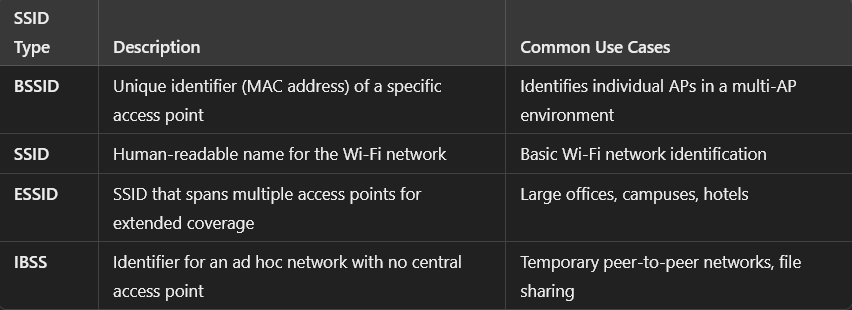 SSID
Type
Description
Common Use Cases
BSSID
Unique identifier (MAC address) of a specific
access point
Identifies individual APs in a multi-AP
environment
SSID
Human-readable name for the Wi-Fi network
Basic Wi-Fi network identification
ESSID
SSID that spans multiple access points for
extended coverage
Large offices, campuses, hotels
IBSS
Identifier for an ad hoc network with no central
access point
Temporary peer-to-peer networks, file
sharing